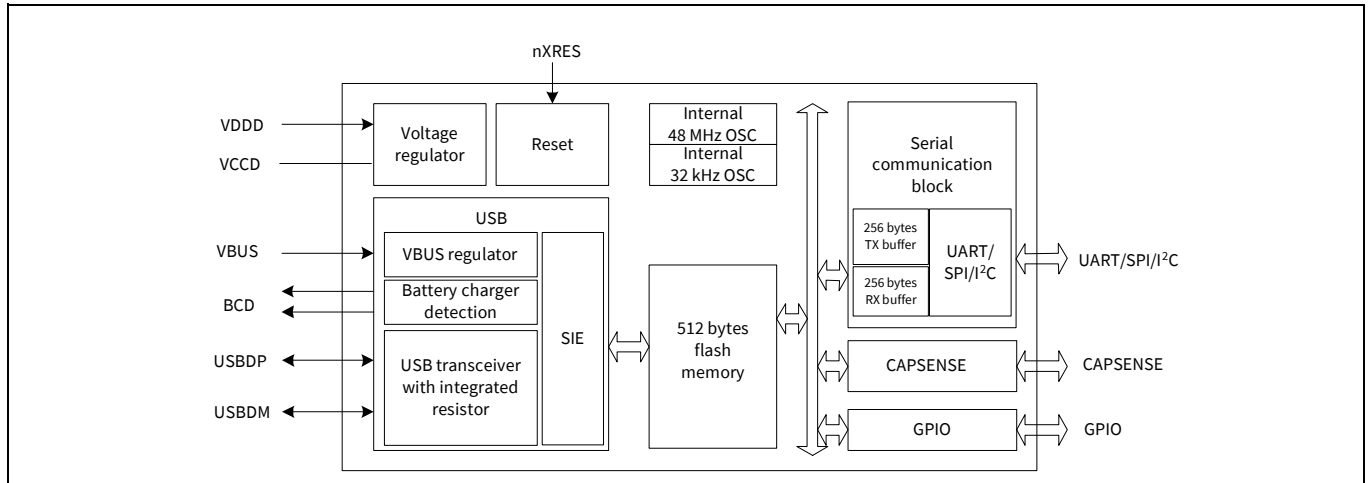 nXRES
VDDD
VCCD
Voltage
regulator
Reset
Internal
48 MHz OSC
Internal
32 kHz OSC
Serial
communication
block
256 bytes
TX buffer
256 bytes
RX buffer
UART/
SPI/I²C
UART/SPI/I²C
USB
VBUS
VBUS regulator
BCD
Battery charger
detection
SIE
USBDP
USBDM
USB transceiver
with integrated
resistor
512 bytes
flash
memory
CAPSENSE
CAPSENSE
GPIO
GPIO